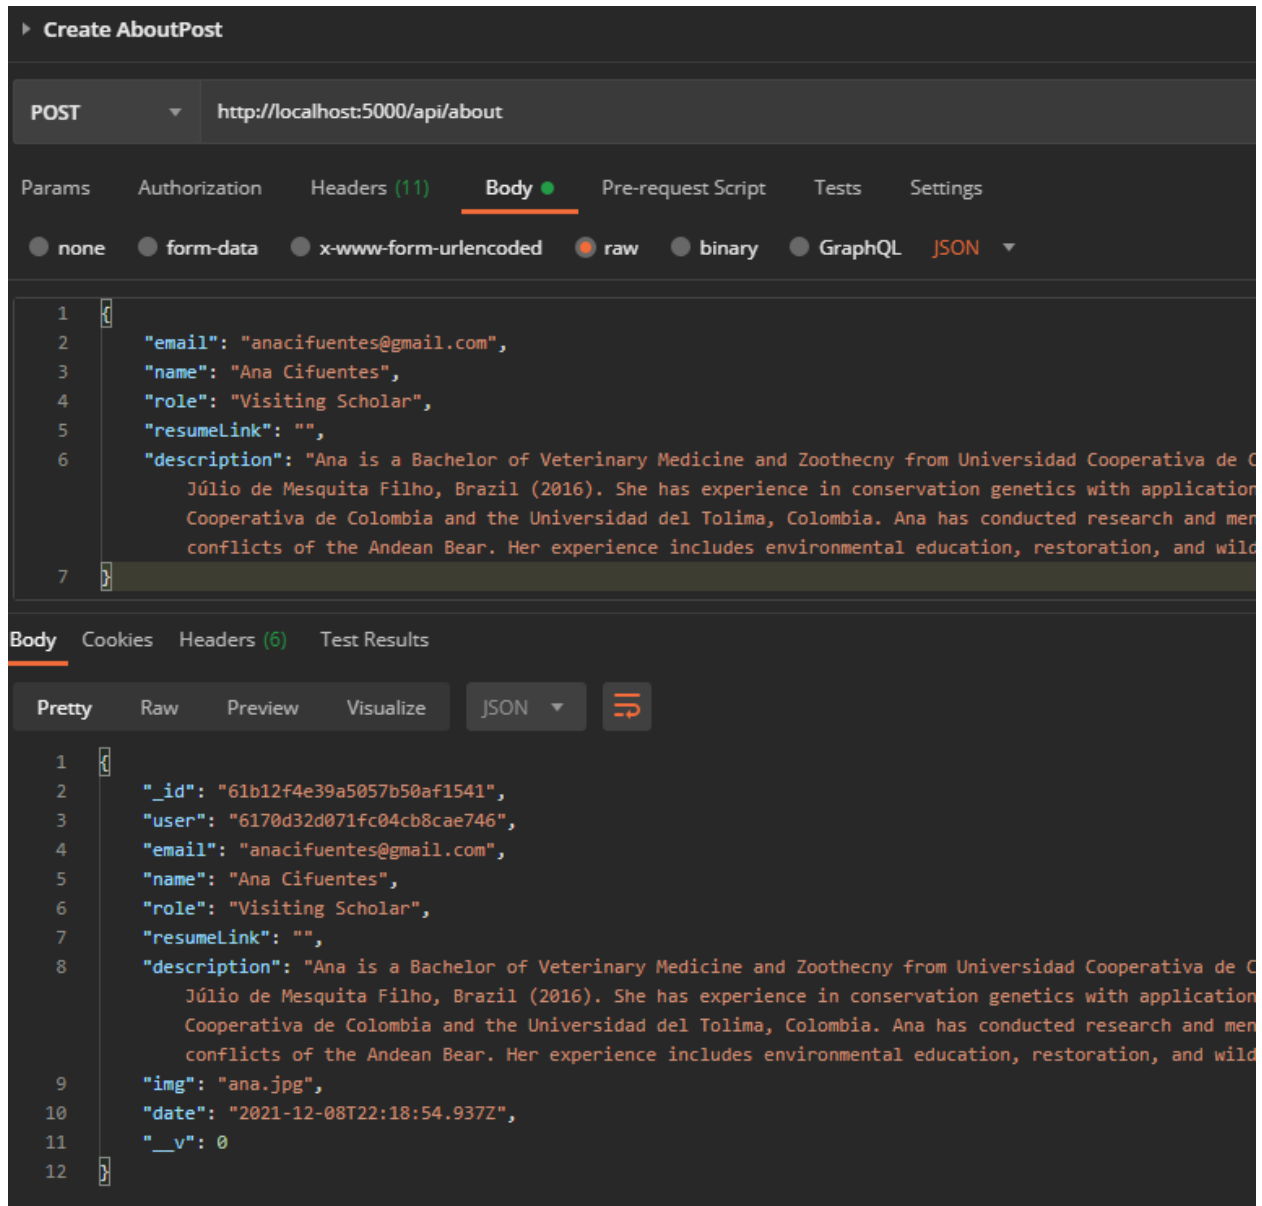 Create AboutPost
POST http://localhost:5000/api/about
Params Authorization Headers (11) Body Pre-request Script Tests Settings
none form-data x-www-form-urlencoded raw binary GraphQL JSON
1 {
2 "email": "anacifuentes@gmail.com",
3 "name": "Ana Cifuentes",
4 "role": "Visiting Scholar",
5 "resumeLink": "",
6 "description": "Ana is a Bachelor of Veterinary Medicine and Zoothecny from Universidad Cooperativa de
Júlio de Mesquita Filho, Brazil (2016). She has experience in conservation genetics with application
Cooperativa de Colombia and the Universidad del Tolima, Colombia. Ana has conducted research and
conflicts of the Andean Bear. Her experience includes environmental education, restoration, and
7 }
Body Cookies Headers (6) Test Results
Pretty Raw Preview Visualize JSON
1 {
2 "_id": "61b12f4e39a5057b50af1541",
3 "user": "6170d32d071fc04cb8cae746",
4 "email": "anacifuentes@gmail.com",
5 "name": "Ana Cifuentes",
6 "role": "Visiting Scholar",
7 "resumeLink": "",
8 "description": "Ana is a Bachelor of Veterinary Medicine and Zoothecny from Universidad Cooperativa de
Júlio de Mesquita Filho, Brazil (2016). She has experience in conservation genetics with application
Cooperativa de Colombia and the Universidad del Tolima, Colombia. Ana has conducted research and
conflicts of the Andean Bear. Her experience includes environmental education, restoration, and
9 "img": "ana.jpg",
10 "date": "2021-12-08T22:18:54.937Z",
11 "__v": 0
12 }